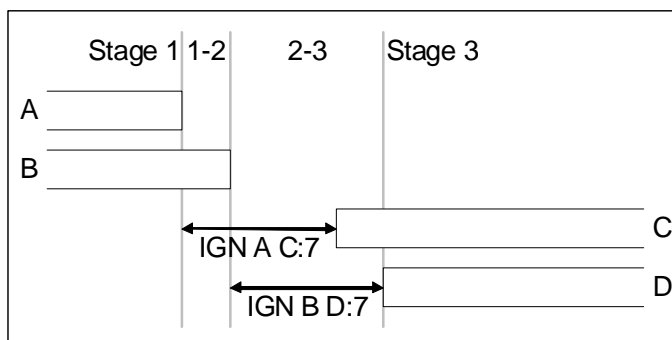 Stage 1 1-2 2-3 Stage 3
A
B
C
IGN A C:7
D
IGN B D:7